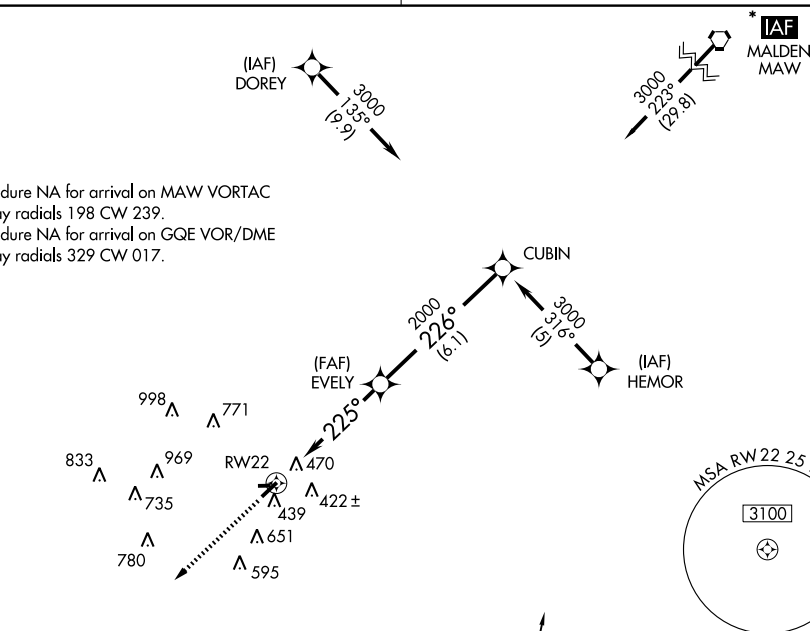 *
IAF
MALDEN
MAW
(IAF)
DOREY
3000
135°
(9.9)
3000
223°
(29.8)
dure NA for arrival on MAW VORTAC
ay radials 198 CW 239.
dure NA for arrival on GQE VOR/DME
ay radials 329 CW 017.
CUBIN
2000
226°
(6.1)
3000
316°
(5)
(IAF)
HEMOR
(FAF)
EVELY
225°
998
771
833
969
735
780
RW22
470
422 ±
439
651
595
MSA RW 22 25
3100